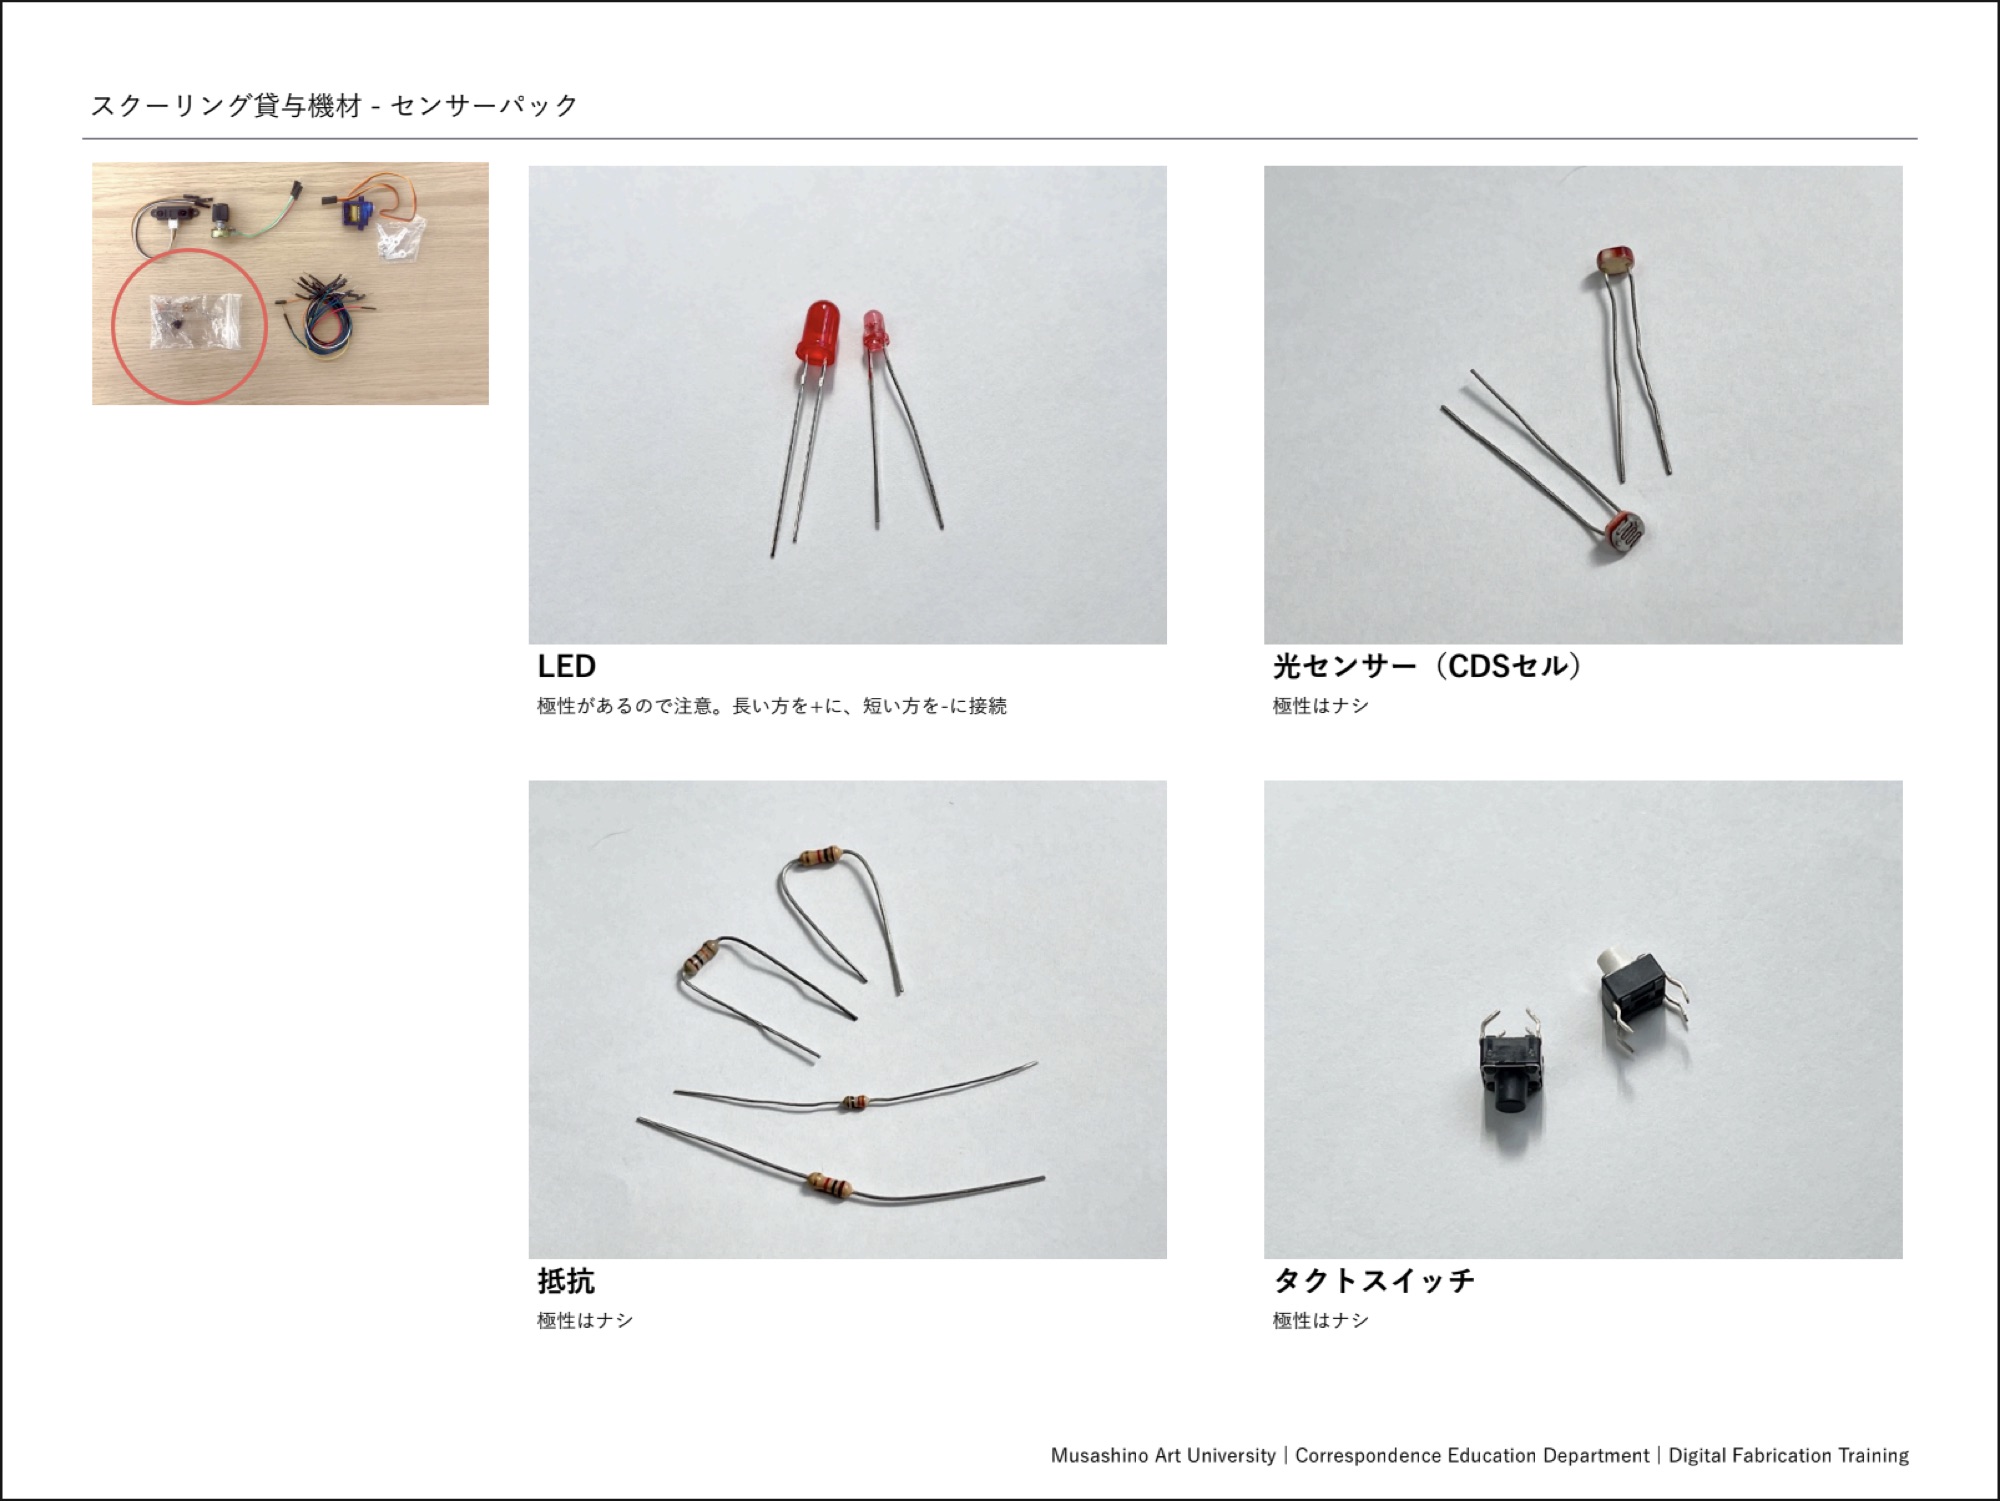 スクーリング貸与機材 - センサーパック
LED
極性があるので注意。長い方を+に、短い方を-に接続
光センサー（CDSセル）
極性はナシ
抵抗
極性はナシ
タクトスイッチ
極性はナシ
Musashino Art University | Correspondence Education Department | Digital Fabrication Training